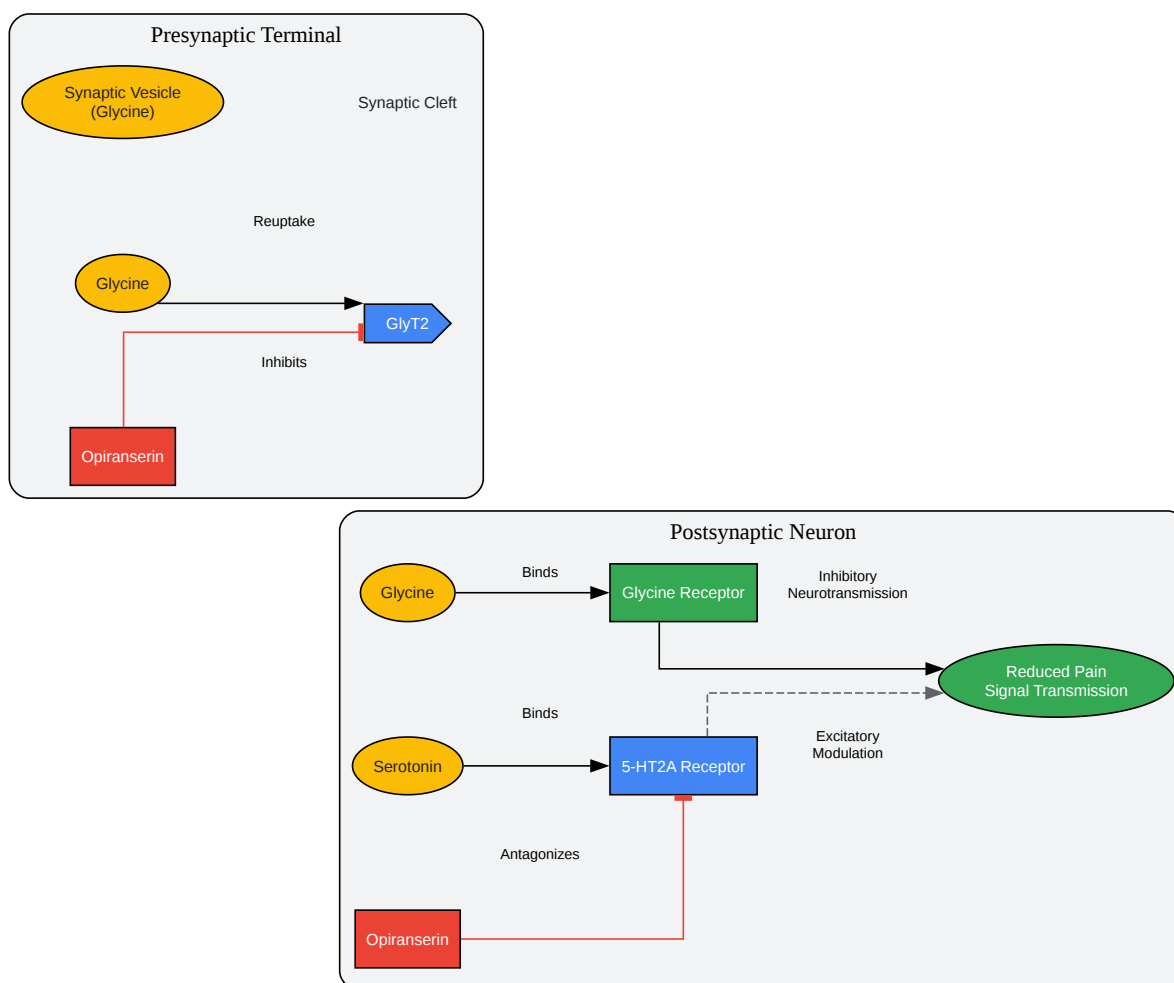 Presynaptic Terminal
Synaptic Vesicle
(Glycine)
Synaptic Cleft
Reuptake
Glycine
GlyT2
Inhibits
Opiranserin
Postsynaptic Neuron
Glycine
Binds
Glycine Receptor
Inhibitory
Neurotransmission
Reduced Pain
Signal Transmission
Binds
Serotonin
5-HT2A Receptor
Excitatory
Modulation
Antagonizes
Opiranserin